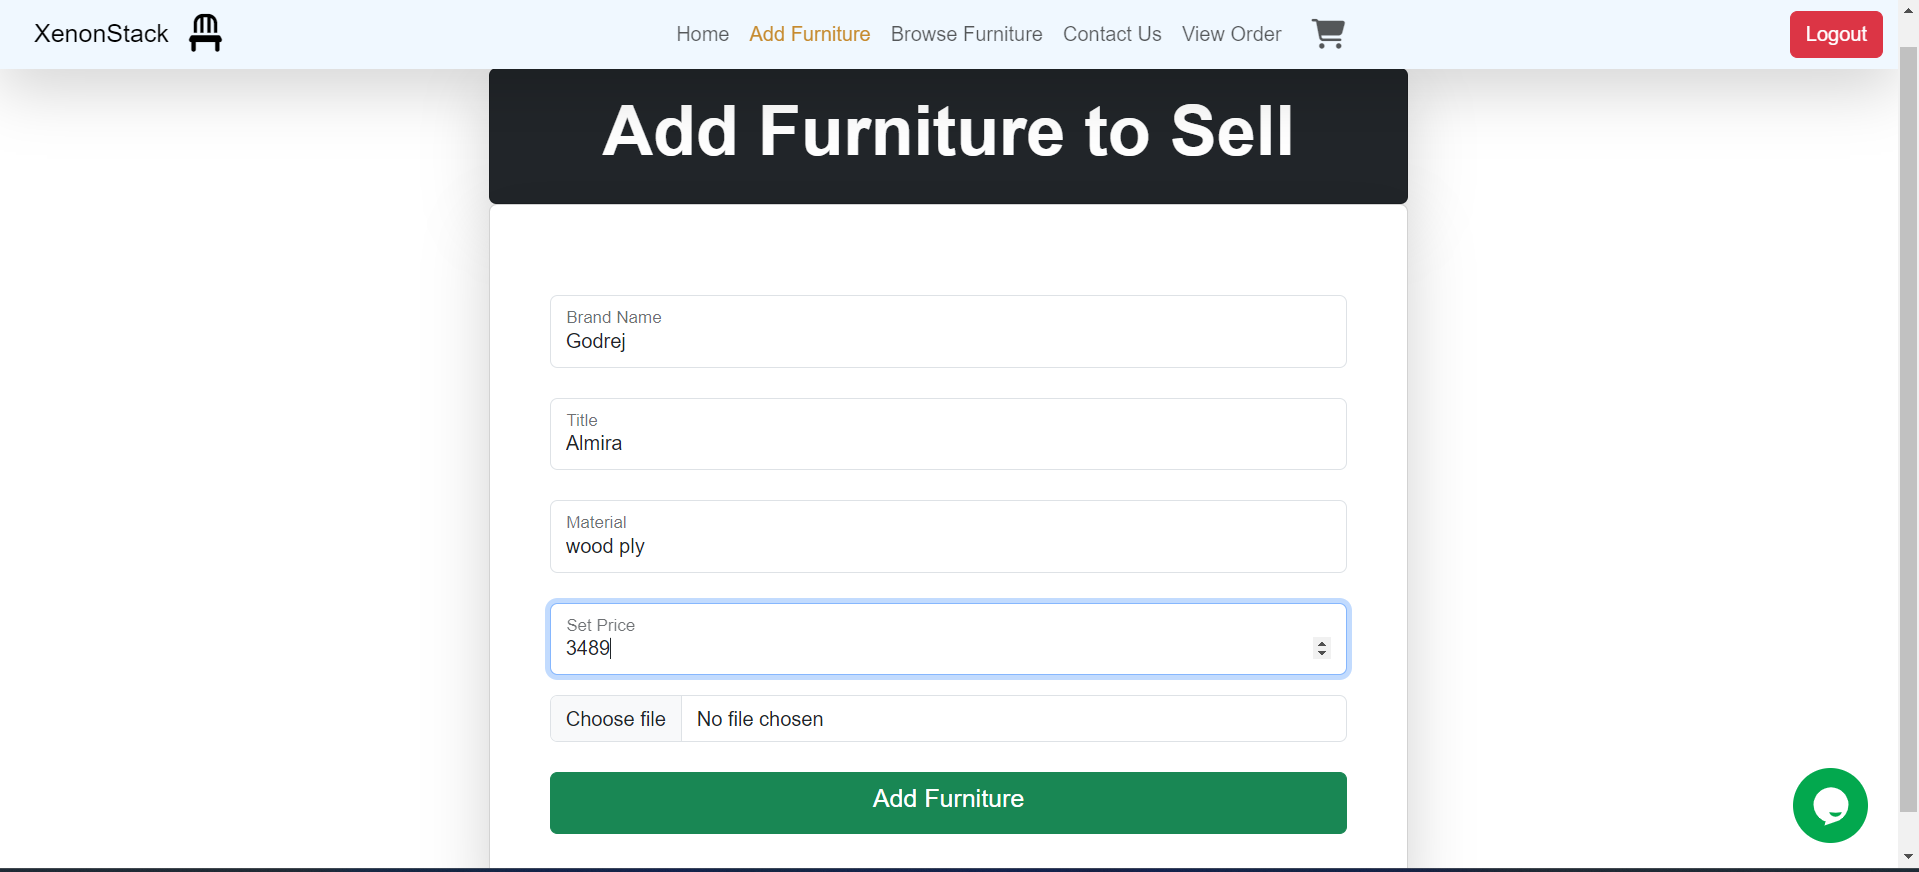 XenonStack
Home Add Furniture Browse Furniture Contact Us View Order
Logout
Add Furniture to Sell
Brand Name
Godrej
Title
Almira
Material
wood ply
Set Price
3489
Choose file No file chosen
Add Furniture